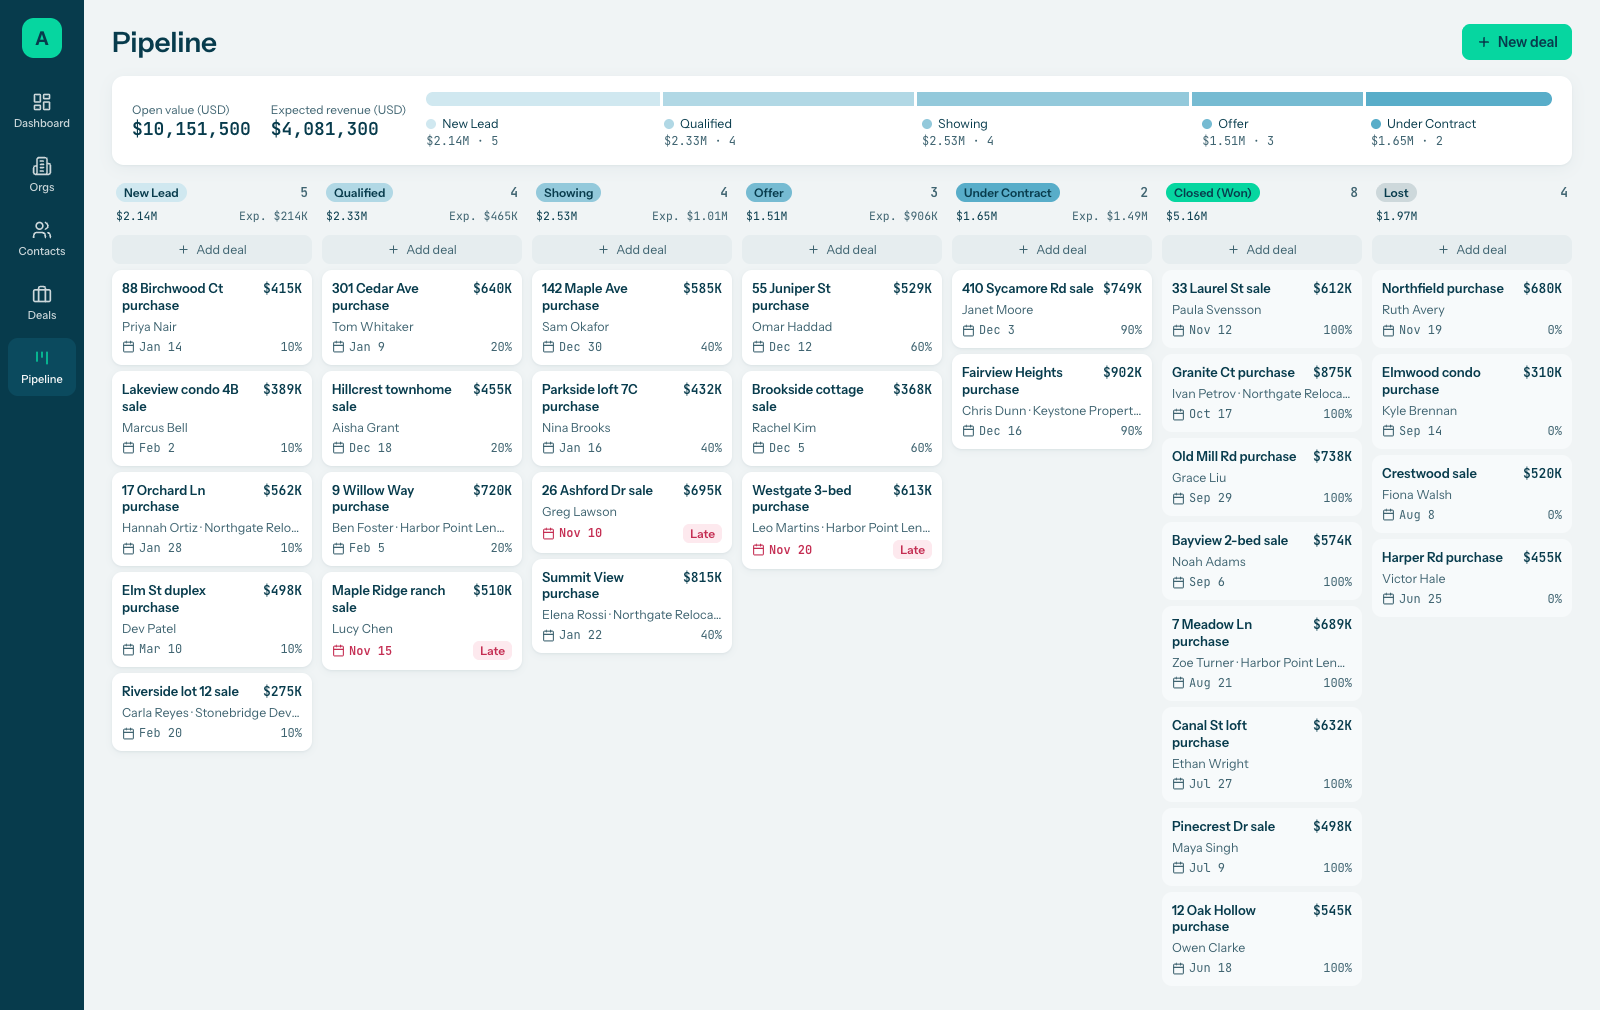 A
Dashboard
Orgs
Contacts
Deals
Pipeline
Pipeline
New deal
Open value (USD)
$10,151,500
Expected revenue (USD)
$4,081,300
New Lead
$2.14M · 5
Qualified
$2.33M · 4
Showing
$2.53M · 4
Offer
$1.51M · 3
Under Contract
$1.65M · 2
New Lead 5
$2.14M Exp. $214K
Add deal
88 Birchwood Ct $415K
purchase
Priya Nair
Jan 14 10%
Lakeview condo 4B $389K
sale
Marcus Bell
Feb 2 10%
17 Orchard Ln $562K
purchase
Hannah Ortiz · Northgate Relo...
Jan 28 10%
Elm St duplex $498K
purchase
Dev Patel
Mar 10 10%
Riverside lot 12 sale $275K
Carla Reyes · Stonebridge Dev...
Feb 20 10%
Qualified 4
$2.33M Exp. $465K
Add deal
301 Cedar Ave $640K
purchase
Tom Whitaker
Jan 9 20%
Hillcrest townhome $455K
sale
Aisha Grant
Dec 18 20%
9 Willow Way $720K
purchase
Ben Foster · Harbor Point Len...
Feb 5 20%
Maple Ridge ranch $510K
sale
Lucy Chen
Nov 15 Late
Showing 4
$2.53M Exp. $1.01M
Add deal
142 Maple Ave $585K
purchase
Sam Okafor
Dec 30 40%
Parkside loft 7C $432K
purchase
Nina Brooks
Jan 16 40%
26 Ashford Dr sale $695K
Greg Lawson
Nov 10 Late
Summit View $815K
purchase
Elena Rossi · Northgate Reloca...
Jan 22 40%
Offer 3
$1.51M Exp. $906K
Add deal
55 Juniper St $529K
purchase
Omar Haddad
Dec 12 60%
Brookside cottage $368K
sale
Rachel Kim
Dec 5 60%
Westgate 3-bed $613K
purchase
Leo Martins · Harbor Point Len...
Nov 20 Late
Under Contract 2
$1.65M Exp. $1.49M
Add deal
410 Sycamore Rd sale $749K
Janet Moore
Dec 3 90%
Fairview Heights $902K
purchase
Chris Dunn · Keystone Propert...
Dec 16 90%
Closed (Won) 8
$5.16M
Add deal
33 Laurel St sale $612K
Paula Svensson
Nov 12 100%
Granite Ct purchase $875K
Ivan Petrov · Northgate Reloca...
Oct 17 100%
Old Mill Rd purchase $738K
Grace Liu
Sep 29 100%
Bayview 2-bed sale $574K
Noah Adams
Sep 6 100%
7 Meadow Ln $689K
purchase
Zoe Turner · Harbor Point Len...
Aug 21 100%
Canal St loft $632K
purchase
Ethan Wright
Jul 27 100%
Pinecrest Dr sale $498K
Maya Singh
Jul 9 100%
12 Oak Hollow $545K
purchase
Owen Clarke
Jun 18 100%
Lost 4
$1.97M
Add deal
Northfield purchase $680K
Ruth Avery
Nov 19 0%
Elmwood condo $310K
purchase
Kyle Brennan
Sep 14 0%
Crestwood sale $520K
Fiona Walsh
Aug 8 0%
Harper Rd purchase $455K
Victor Hale
Jun 25 0%